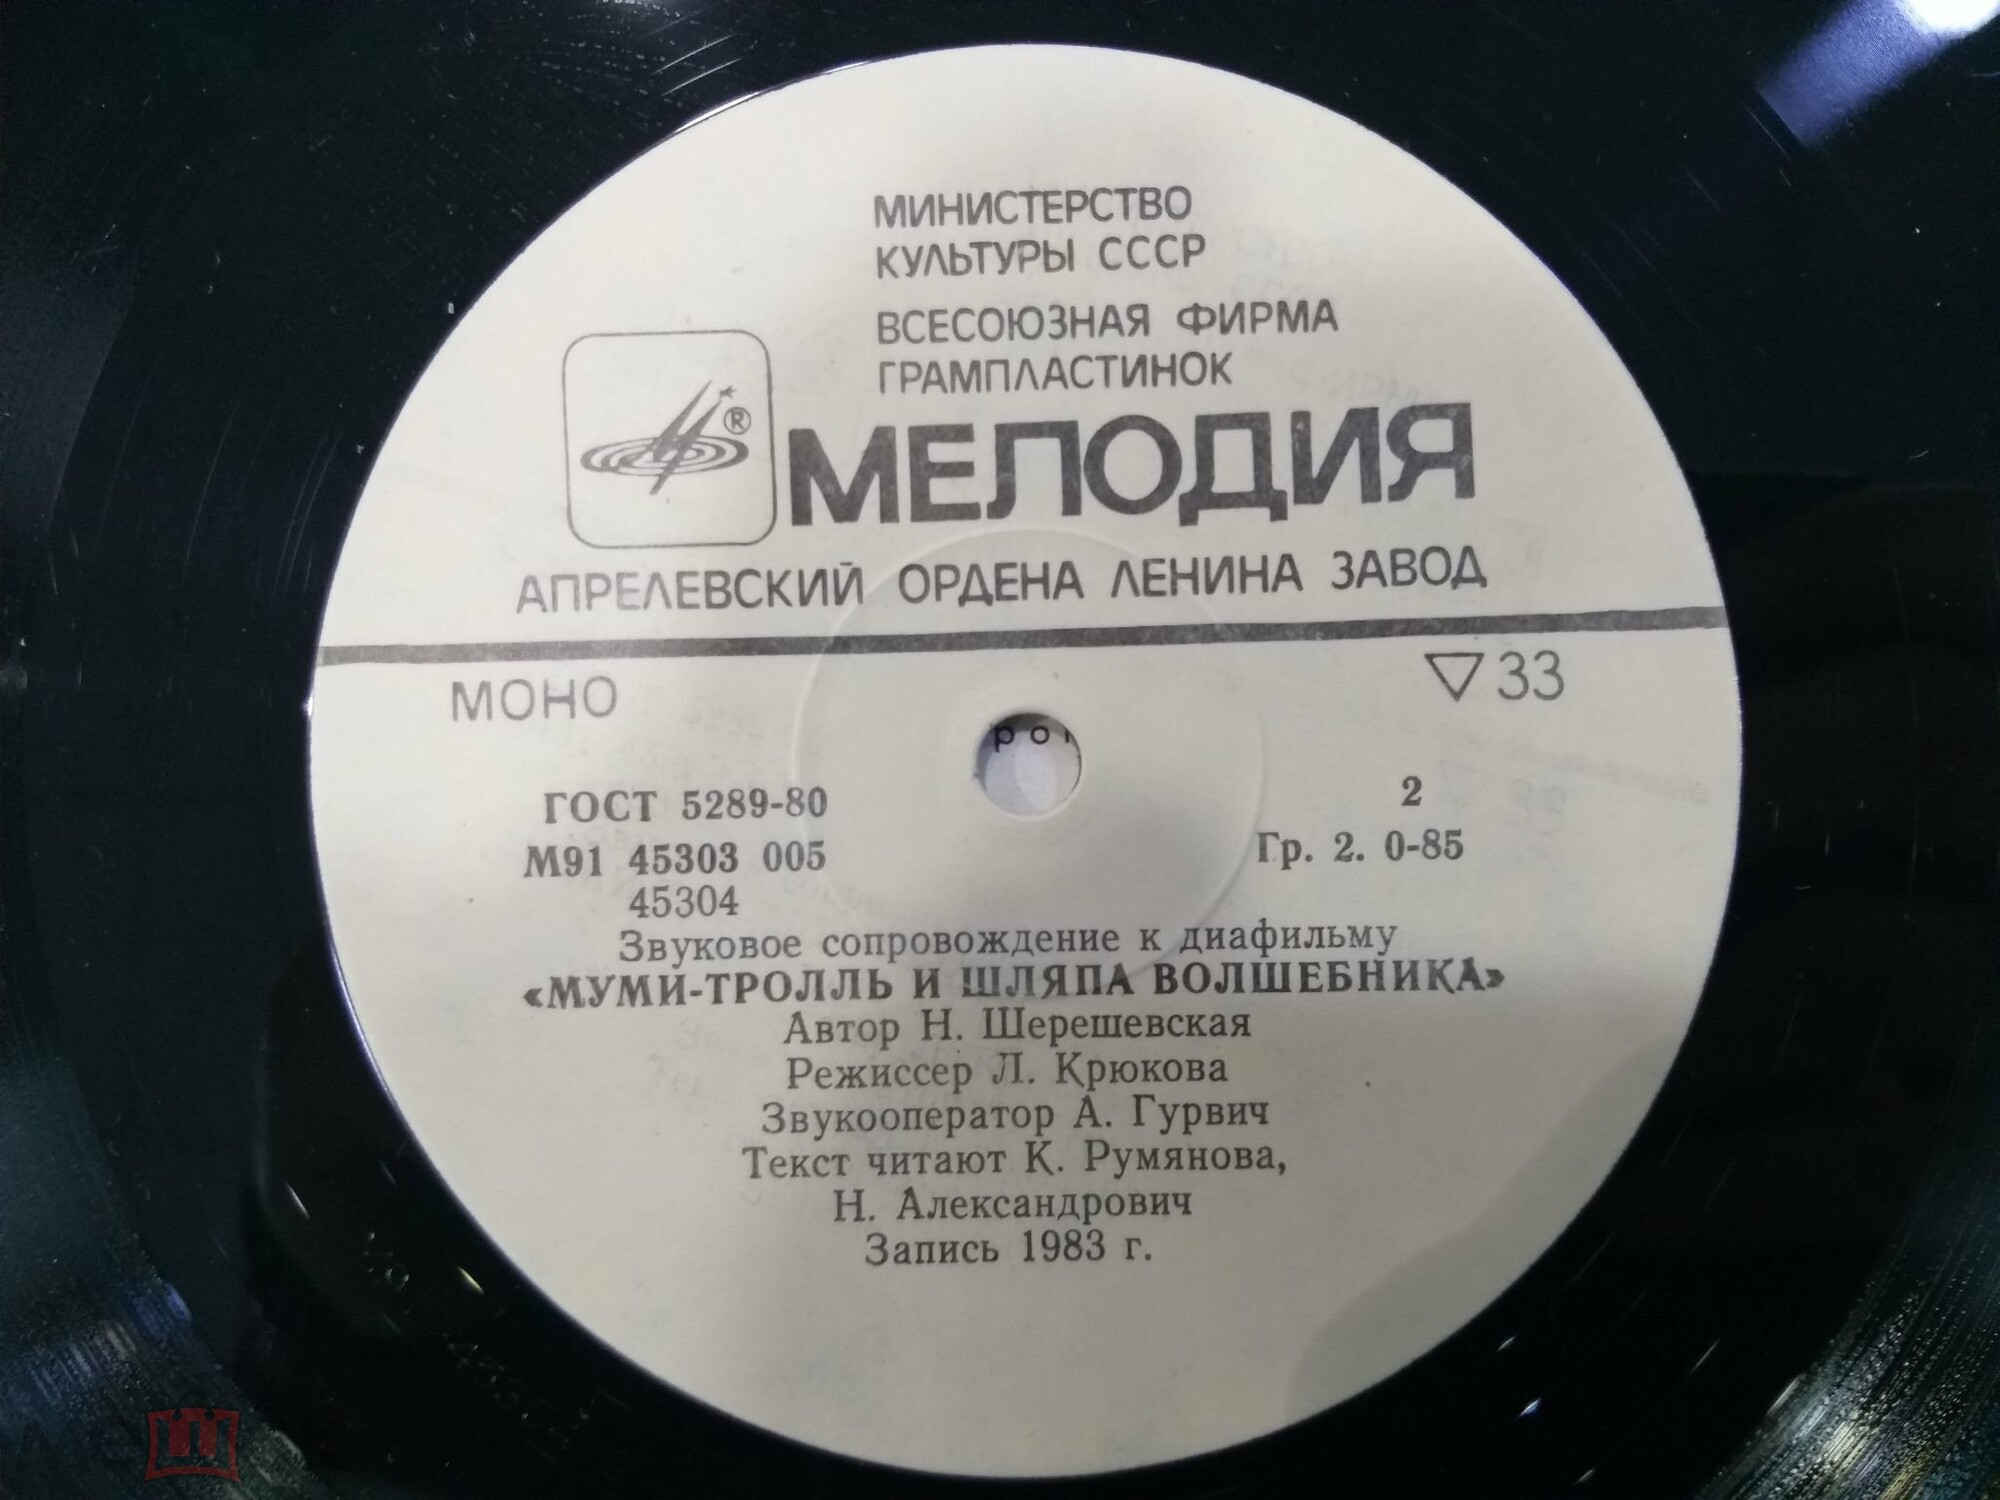 МИНИСТЕРСТВО
КУЛЬТУРЫ СССР
ВСЕСОЮЗНАЯ ФИРМА
ГРАМПЛАСТИНОК
®
МЕЛОДИЯ
АПРЕЛЕВСКИЙ ОРДЕНА ЛЕНИНА ЗАВОД
МОНО
▽33
ГОСТ 5289-80
2
М91 45303 005
Гр. 2. 0-85
45304
Звуковое сопровождение к диафильму
«МУМИ-ТРОЛЛЬ И ШЛЯПА ВОЛШЕБНИКА»
Автор Н. Шерешевская
Режиссер Л. Крюкова
Звукооператор А. Гурвич
Текст читают К. Румянова,
Н. Александрович
Запись 1983 г.